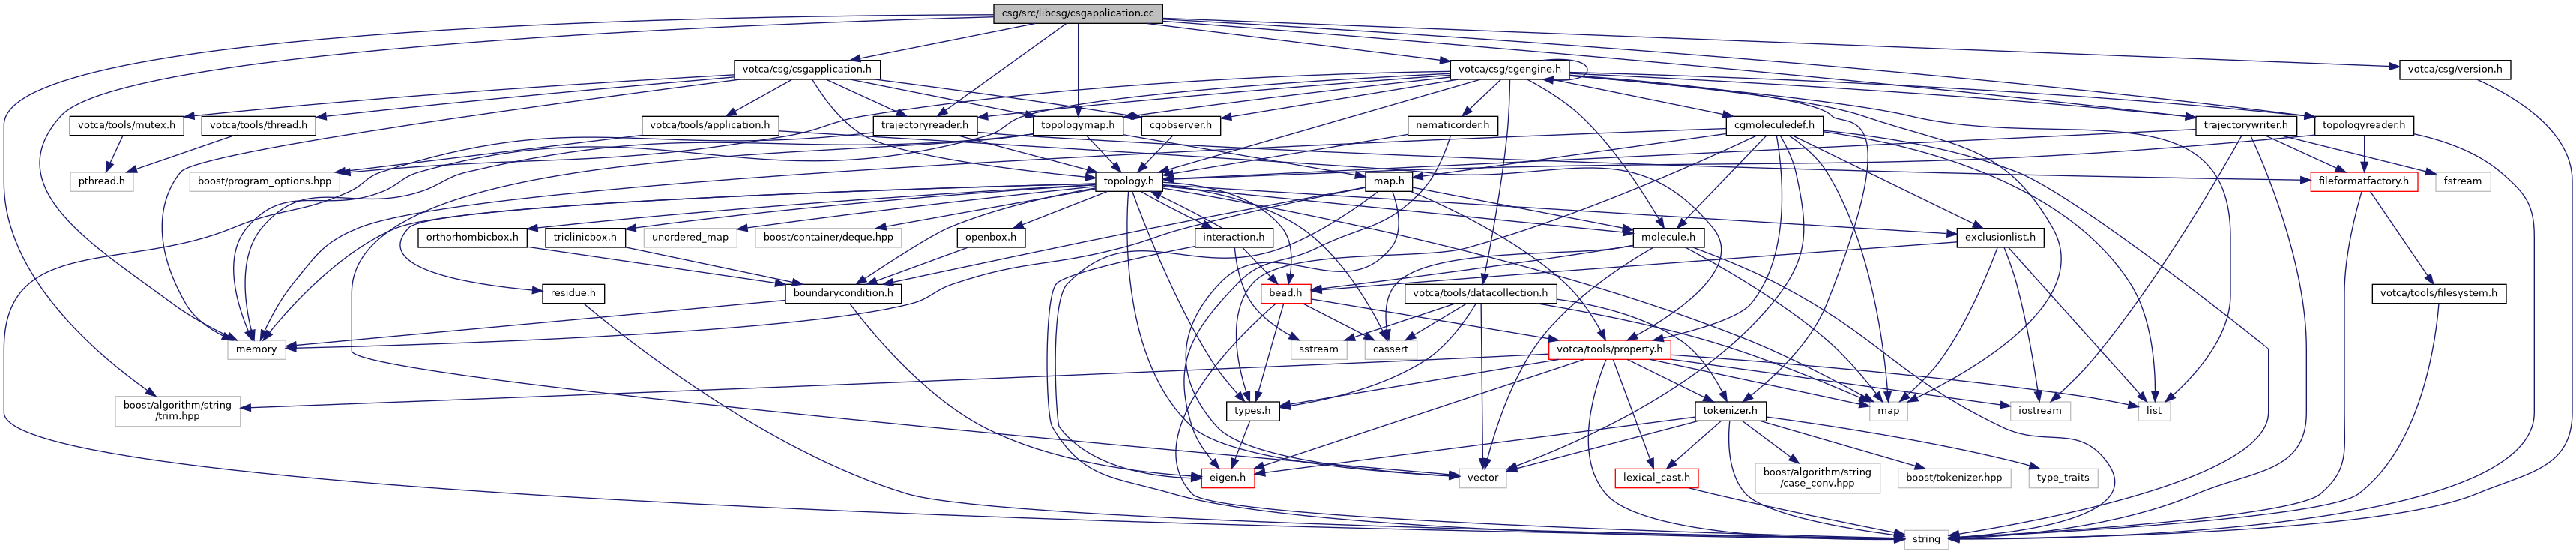 csg/src/libcsg/csgapplication.cc
votca/csg/csgapplication.h
votca/csg/cgengine.h
votca/csg/version.h
votca/tools/mutex.h
votca/tools/thread.h
votca/tools/application.h
trajectoryreader.h
topologymap.h
cgobserver.h
nematicorder.h
cgmoleculedef.h
trajectorywriter.h
topologyreader.h
pthread.h
boost/program_options.hpp
topology.h
map.h
fileformatfactory.h
fstream
orthorhombicbox.h
triclinicbox.h
unordered_map
boost/container/deque.hpp
openbox.h
interaction.h
molecule.h
exclusionlist.h
residue.h
boundarycondition.h
bead.h
votca/tools/datacollection.h
votca/tools/filesystem.h
memory
sstream
cassert
votca/tools/property.h
boost/algorithm/string
/trim.hpp
types.h
tokenizer.h
map
iostream
list
eigen.h
vector
lexical_cast.h
boost/algorithm/string
/case_conv.hpp
boost/tokenizer.hpp
type_traits
string